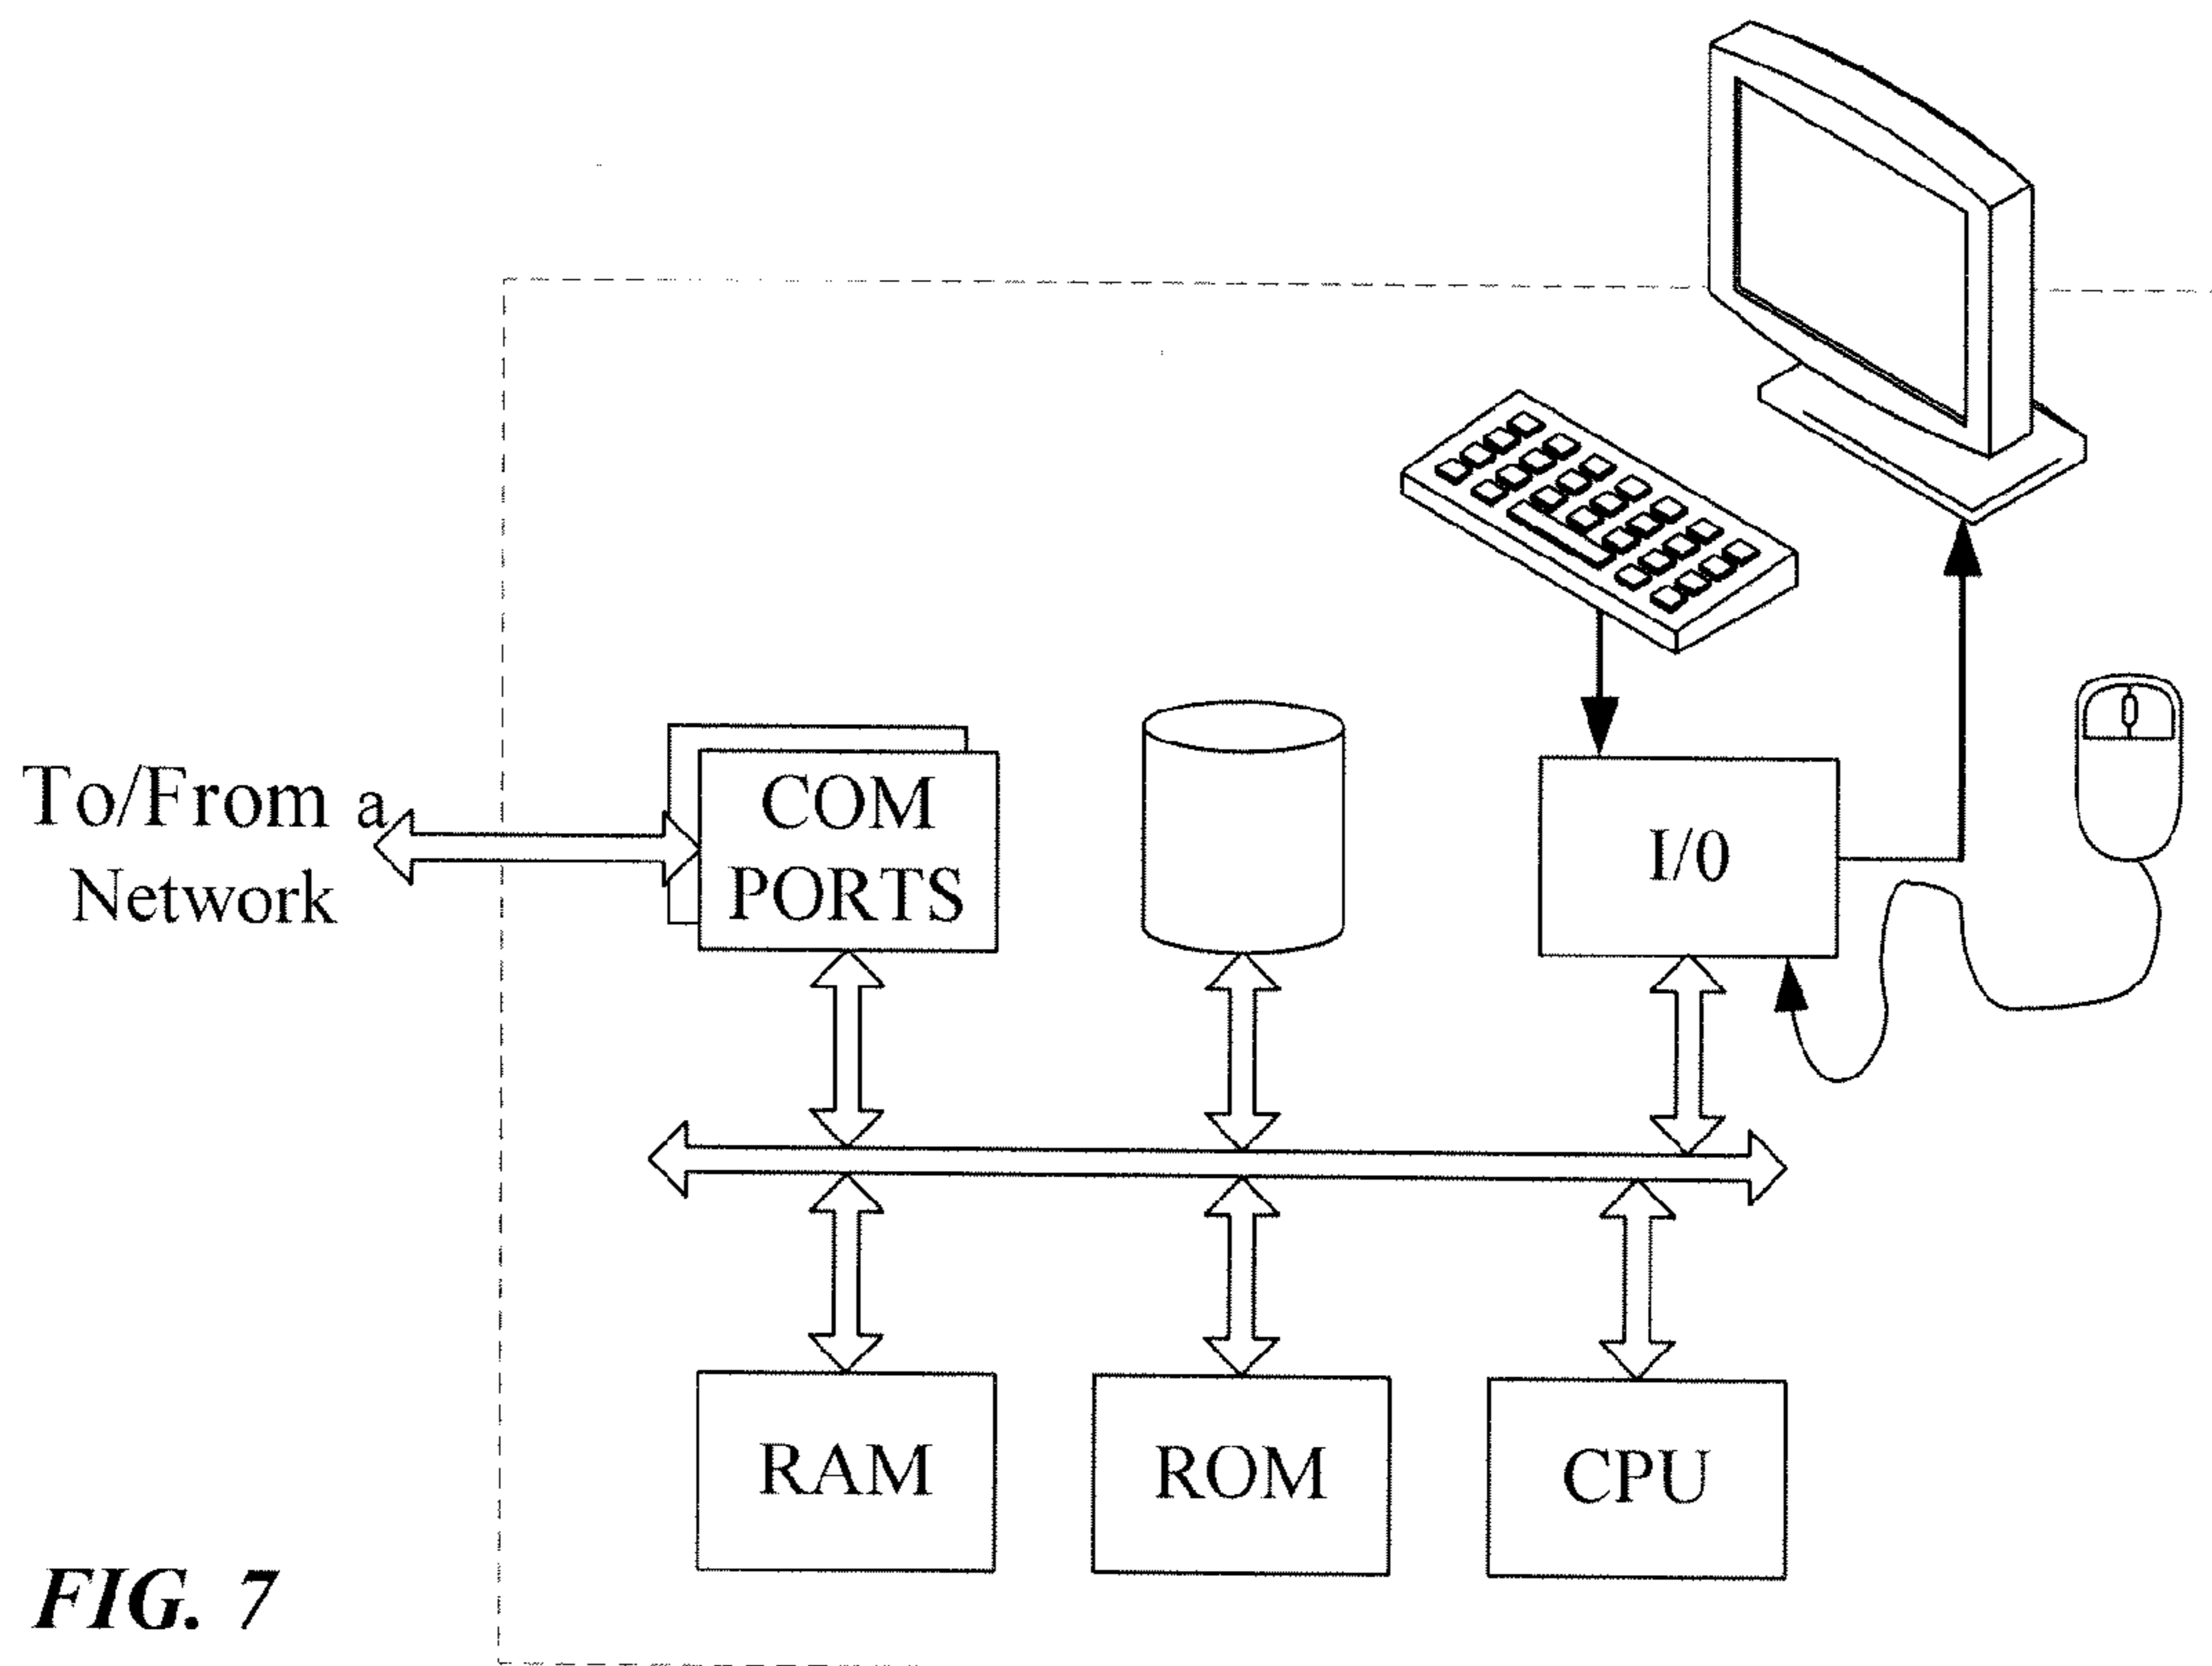 To/From a
Network
COM
PORTS
I/0
RAM
ROM
CPU
FIG. 7